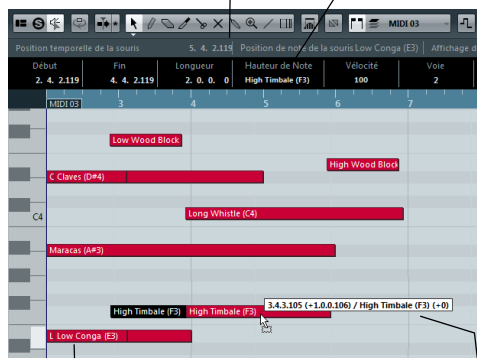 MIDI 03
Position temporelle de la souris 5. 4. 2.119 Position de note de la souris Low Conga (E3) Affichage d
Début Fin Longueur Hauteur de Note Vélocité Voie
2. 4. 2.119 4. 4. 2.119 2. 0. 0. 0 High Timbale (F3) 100 2
MIDI 03 3 4 5 6 7
Low Wood Block
High Wood Block
C Claves (D#4)
C4 Long Whistle (C4)
Maracas (A#3)
3.4.3.105 (+1.0.0.106) / High Timbale (F3) (+0)
High Timbale (F3) High Timbale (F3)
L Low Conga (E3)